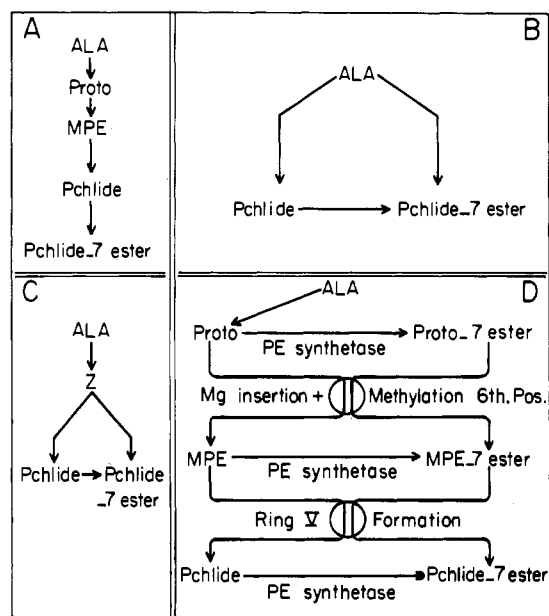 A
ALA
Proto
MPE
Pchlide
Pchlide_7 ester
B
ALA
Pchlide
Pchlide_7 ester
C
ALA
Z
Pchlide
Pchlide
_7 ester
D
ALA
Proto
Proto_7 ester
PE synthetase
Mg insertion +
Methylation 6th. Pos.
MPE
MPE_7 ester
PE synthetase
Ring V
Formation
Pchlide
Pchlide_7 ester
PE synthetase